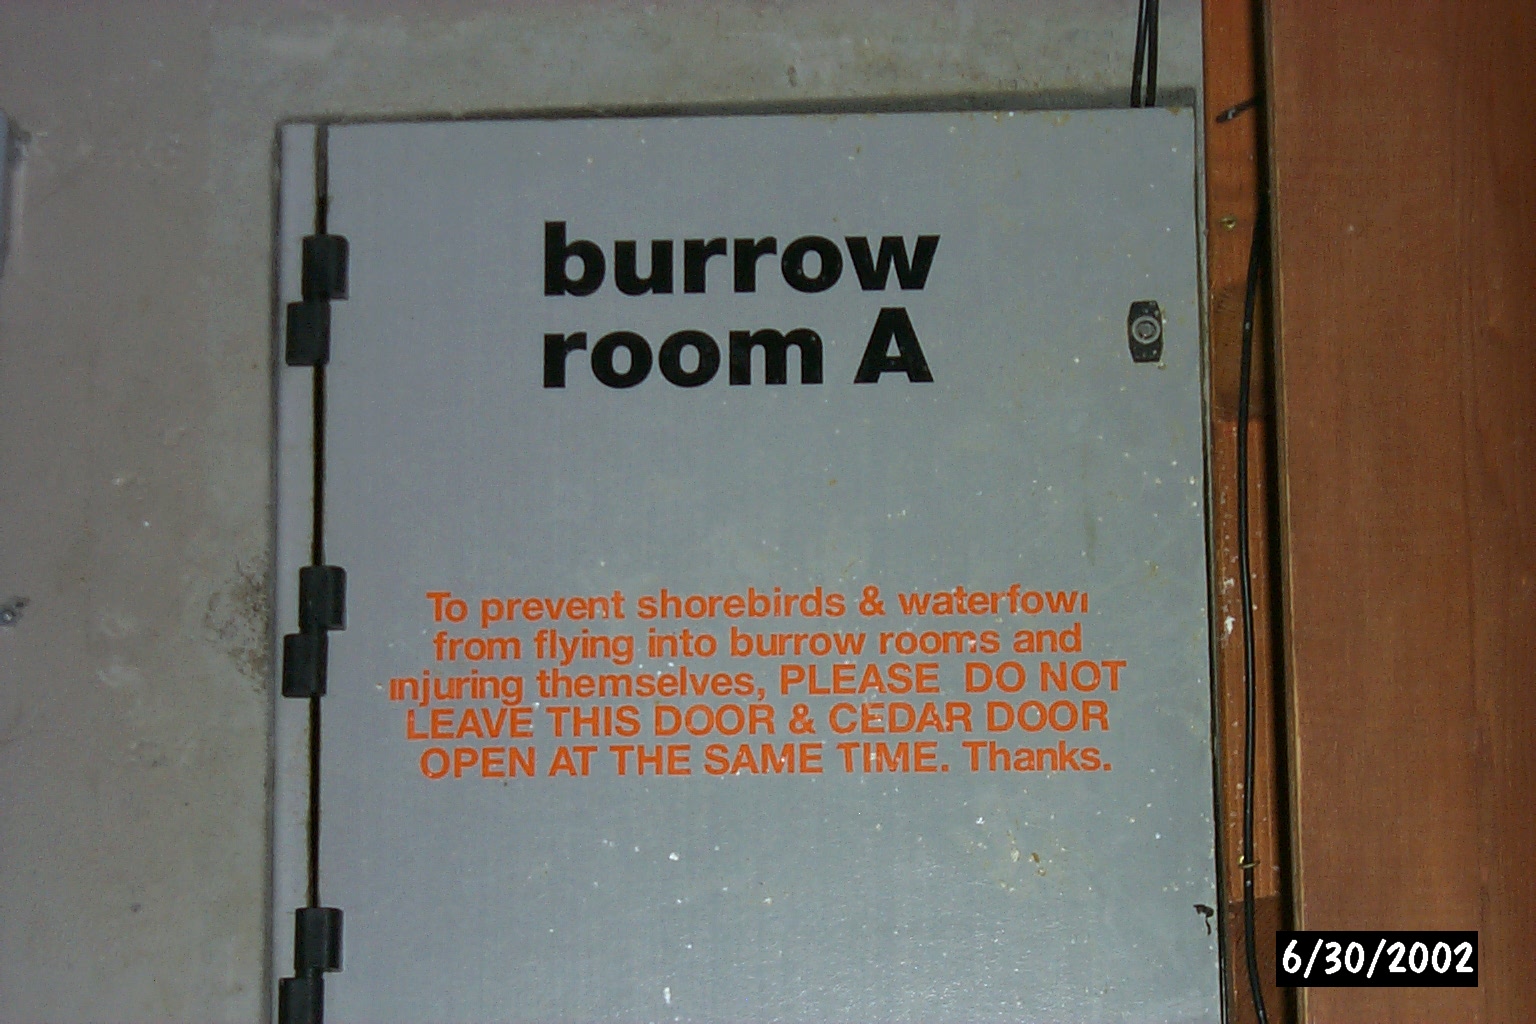 burrow
room A
To prevent shorebirds & waterfowl
from flying into burrow rooms and
injuring themselves, PLEASE DO NOT
LEAVE THIS DOOR & CEDAR DOOR
OPEN AT THE SAME TIME. Thanks.
6/30/2002